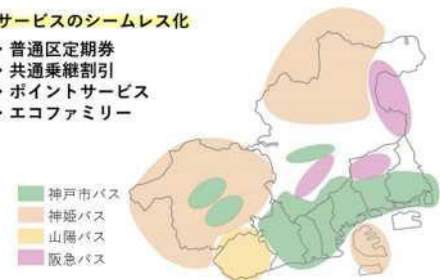 サービスのシームレス化
・普通区定期券
・共通乗継割引
・ポイントサービス
・エコファミリー
神戸市バス
神姫バス
山陽バス
阪急バス